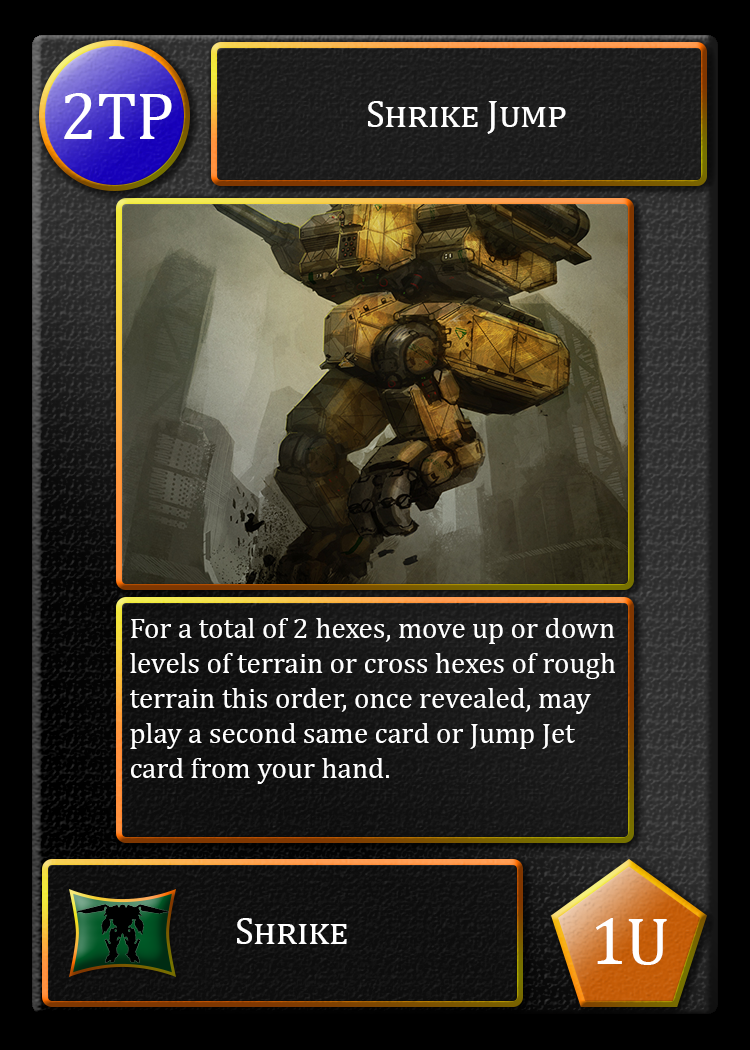 2TP
Shrike Jump
For a total of 2 hexes, move up or down
levels of terrain or cross hexes of rough
terrain this order, once revealed, may
play a second same card or Jump Jet
card from your hand.
Shrike
1U